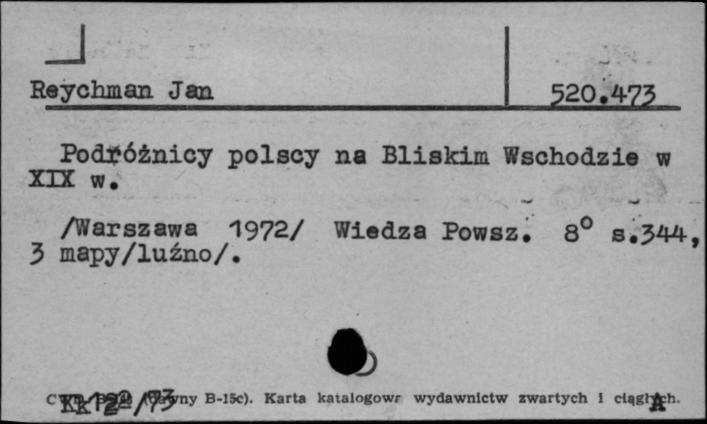 Reychman Jan
520.473
Podróżnicy polscy na Bliskim Wschodzie w
XIX w.
/Warszawa 1972/ Wiedza Powsz. 8° s.344,
3 mapy/luźno/.
B-15c). Karta katalogowa wydawnictw zwartych i ciągłych.
A